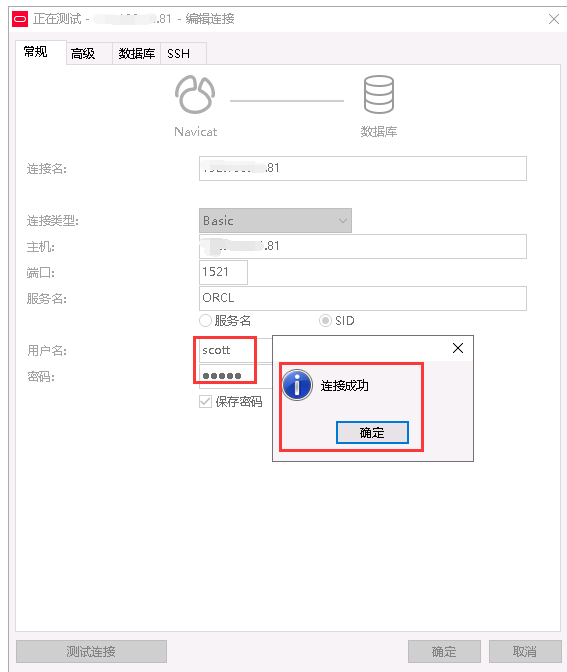 正在测试 - .81 - 编辑连接
常规 高级 数据库 SSH
Navicat 数据库
连接名: .81
连接类型: Basic
主机: .81
端口: 1521
服务名: ORCL
服务名 SID
用户名: scott
密码: ●●●●●
保存密码
连接成功
确定
测试连接 确定 取消